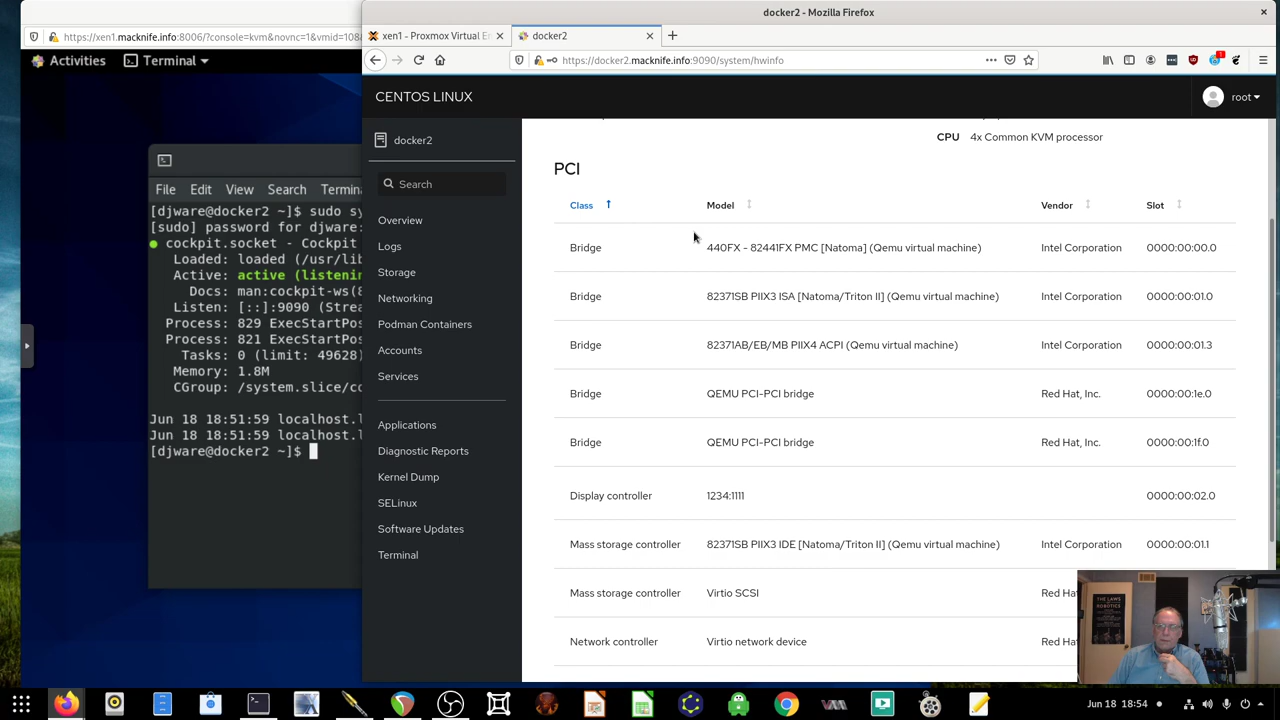 docker2 - Mozilla Firefox
https://xen1.macknife.info:8006/?console=kvm&novnc=1&vmid=108
xen1 - Proxmox Virtual En
docker2
https://docker2.macknife.info:9090/system/hwinfo
Activities
Terminal
CENTOS LINUX
root
docker2
Search
Overview
Logs
Storage
Networking
Podman Containers
Accounts
Services
Applications
Diagnostic Reports
Kernel Dump
SELinux
Software Updates
Terminal
File Edit View Search Termin
[djware@docker2 ~]$ sudo sy
[sudo] password for djware:
● cockpit.socket - Cockpit
Loaded: loaded (/usr/lib
Active: active (listenin
Docs: man:cockpit-ws(8
Listen: [::]:9090 (Strea
Process: 829 ExecStartPos
Process: 821 ExecStartPos
Tasks: 0 (limit: 49628)
Memory: 1.8M
CGroup: /system.slice/co
Jun 18 18:51:59 localhost.l
Jun 18 18:51:59 localhost.l
[djware@docker2 ~]$
CPU 4x Common KVM processor
PCI
Class Model Vendor Slot
Bridge 440FX - 82441FX PMC [Natoma] (Qemu virtual machine) Intel Corporation 0000:00:00.0
Bridge 82371SB PIIX3 ISA [Natoma/Triton II] (Qemu virtual machine) Intel Corporation 0000:00:01.0
Bridge 82371AB/EB/MB PIIX4 ACPI (Qemu virtual machine) Intel Corporation 0000:00:01.3
Bridge QEMU PCI-PCI bridge Red Hat, Inc. 0000:00:1e.0
Bridge QEMU PCI-PCI bridge Red Hat, Inc. 0000:00:1f.0
Display controller 1234:1111 0000:00:02.0
Mass storage controller 82371SB PIIX3 IDE [Natoma/Triton II] (Qemu virtual machine) Intel Corporation 0000:00:01.1
Mass storage controller Virtio SCSI Red Hat
Network controller Virtio network device Red Hat
THE LAWS
ROBOTICS
Jun 18 18:54